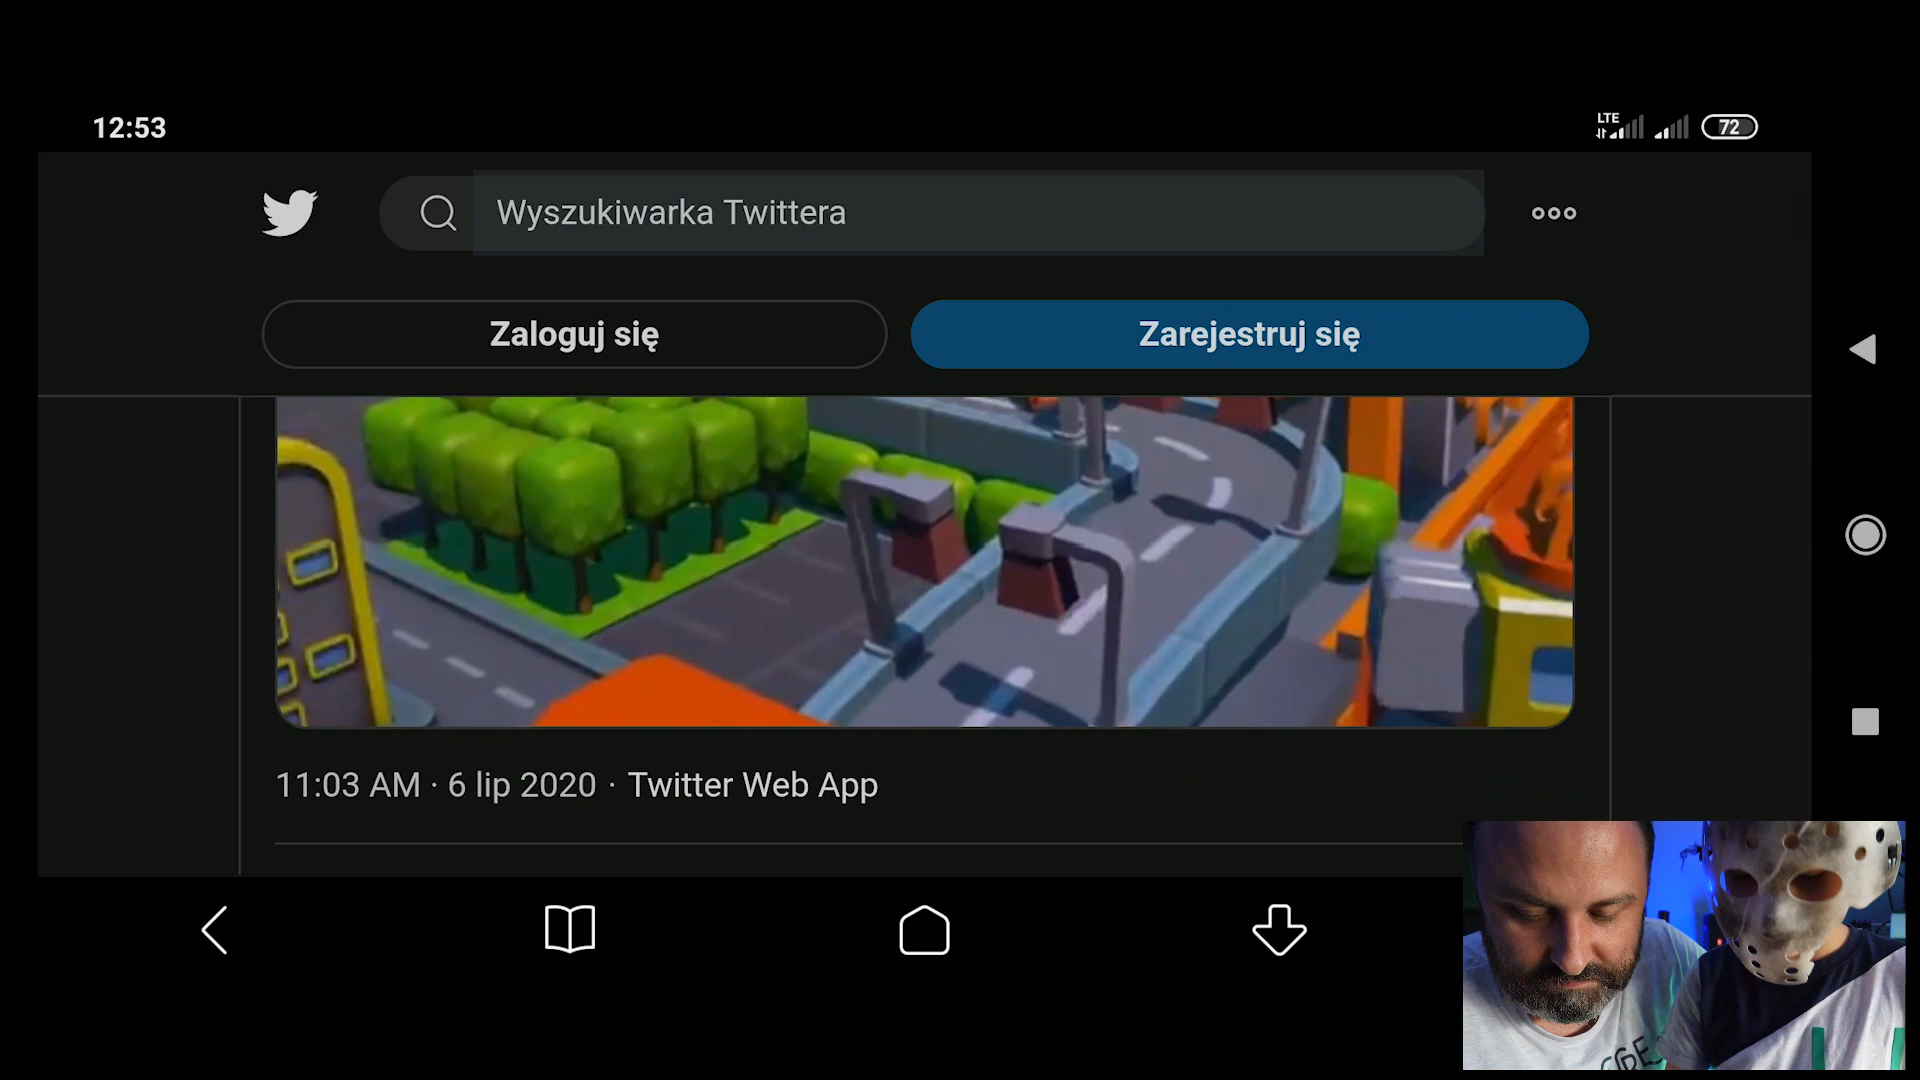 12:53
LTE
72
Wyszukiwarka Twittera
Zaloguj się
Zarejestruj się
11:03 AM · 6 lip 2020 · Twitter Web App